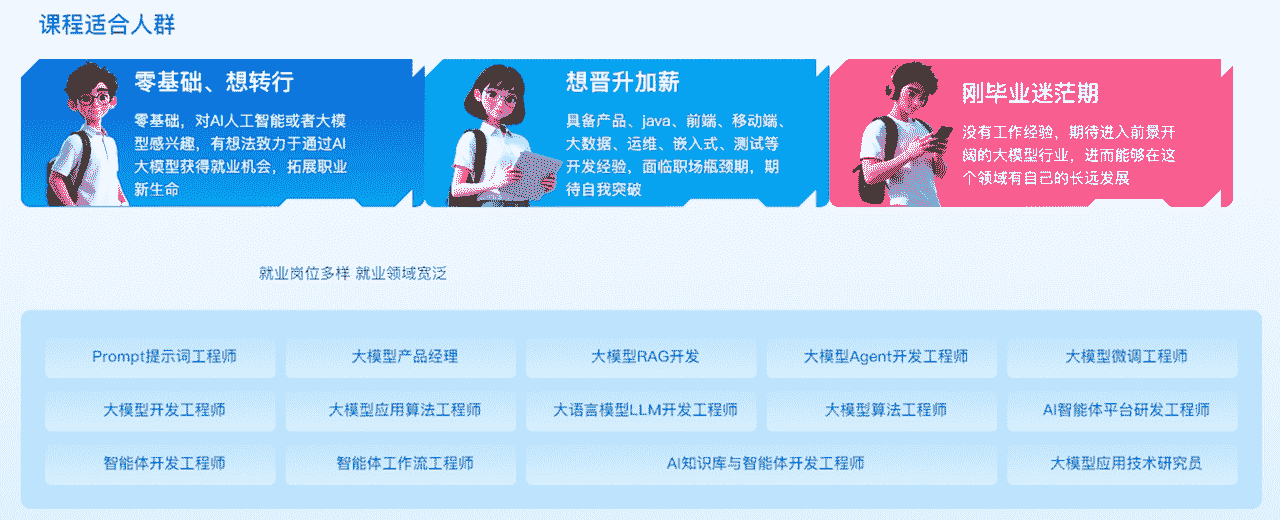 课程适合人群
零基础、想转行
零基础，对AI人工智能或者大模
型感兴趣，有想法致力于通过AI
大模型获得就业机会，拓展职业
新生命
想晋升加薪
具备产品、java、前端、移动端、
大数据、运维、嵌入式、测试等
开发经验，面临职场瓶颈期，期
待自我突破
刚毕业迷茫期
没有工作经验，期待进入前景开
阔的大模型行业，进而能够在这
个领域有自己的长远发展
就业岗位多样 就业领域宽泛
Prompt提示词工程师
大模型产品经理
大模型RAG开发
大模型Agent开发工程师
大模型微调工程师
大模型开发工程师
大模型应用算法工程师
大语言模型LLM开发工程师
大模型算法工程师
AI智能体平台研发工程师
智能体开发工程师
智能体工作流工程师
AI知识库与智能体开发工程师
大模型应用技术研究员